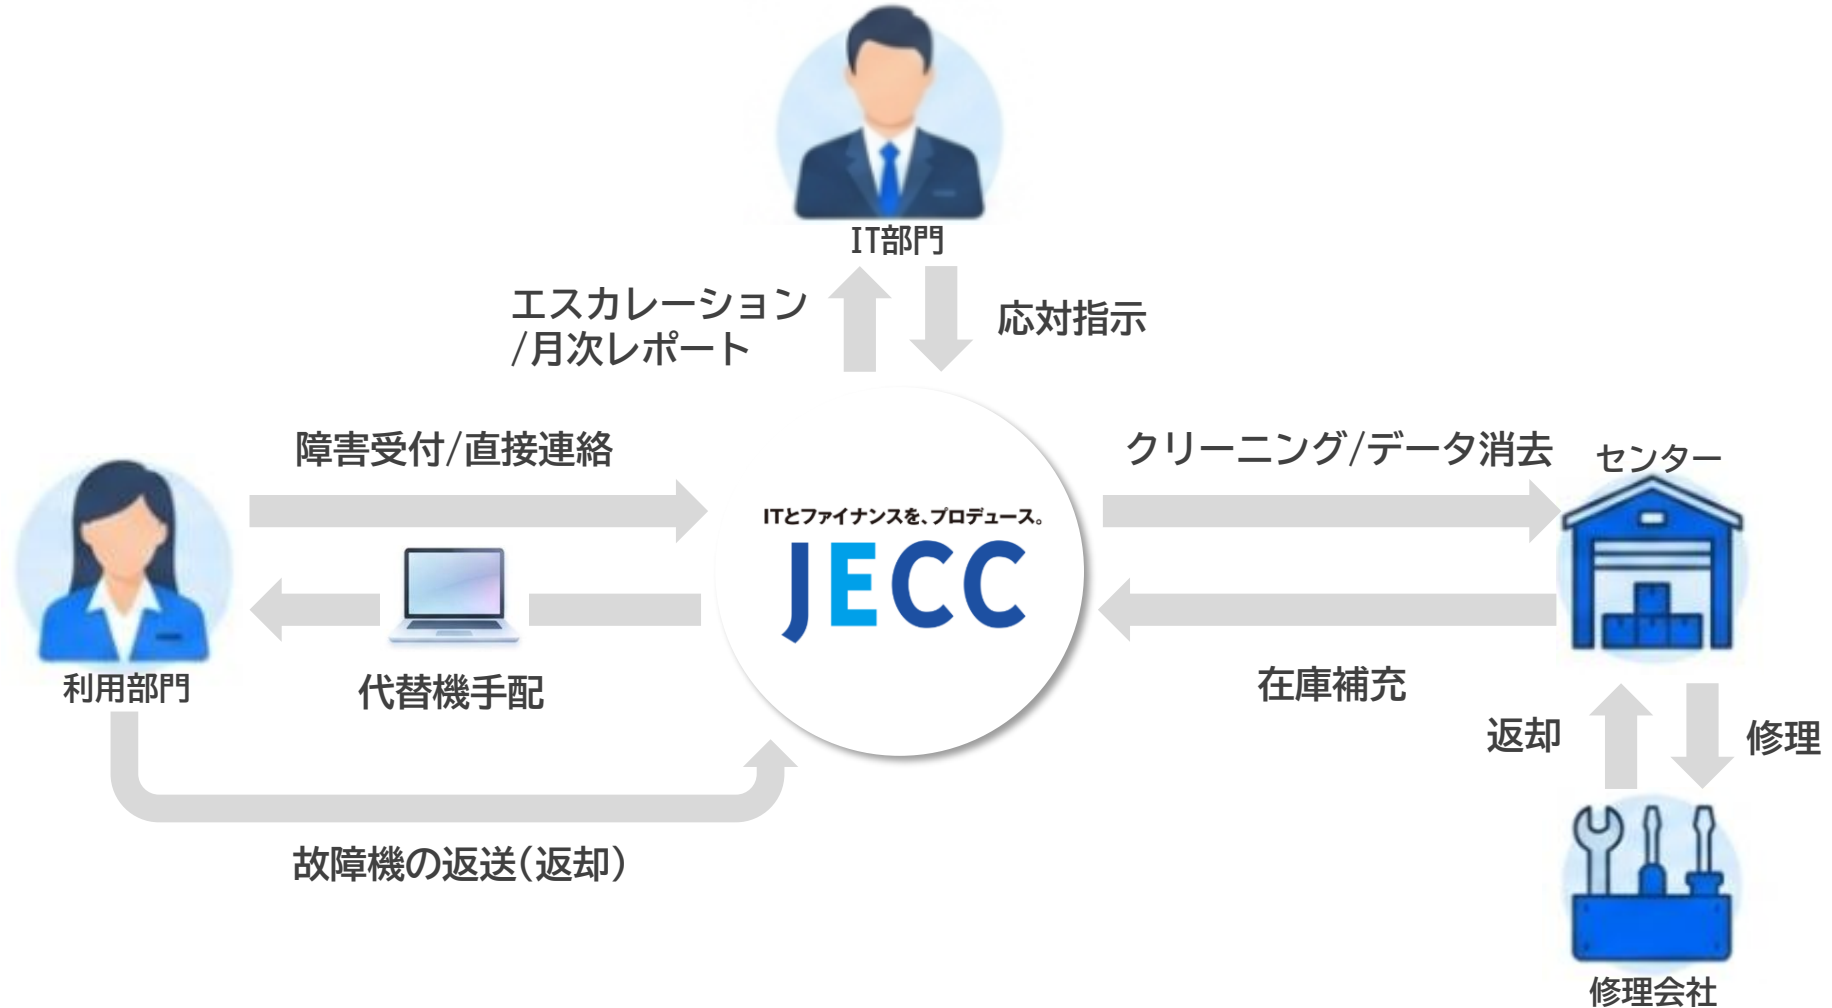 IT部門
エスカレーション
/月次レポート
応対指示
障害受付/直接連絡
クリーニング/データ消去
センター
ITとファイナンスを、プロデュース。
JECC
利用部門
代替機手配
在庫補充
返却
修理
故障機の返送(返却)
修理会社